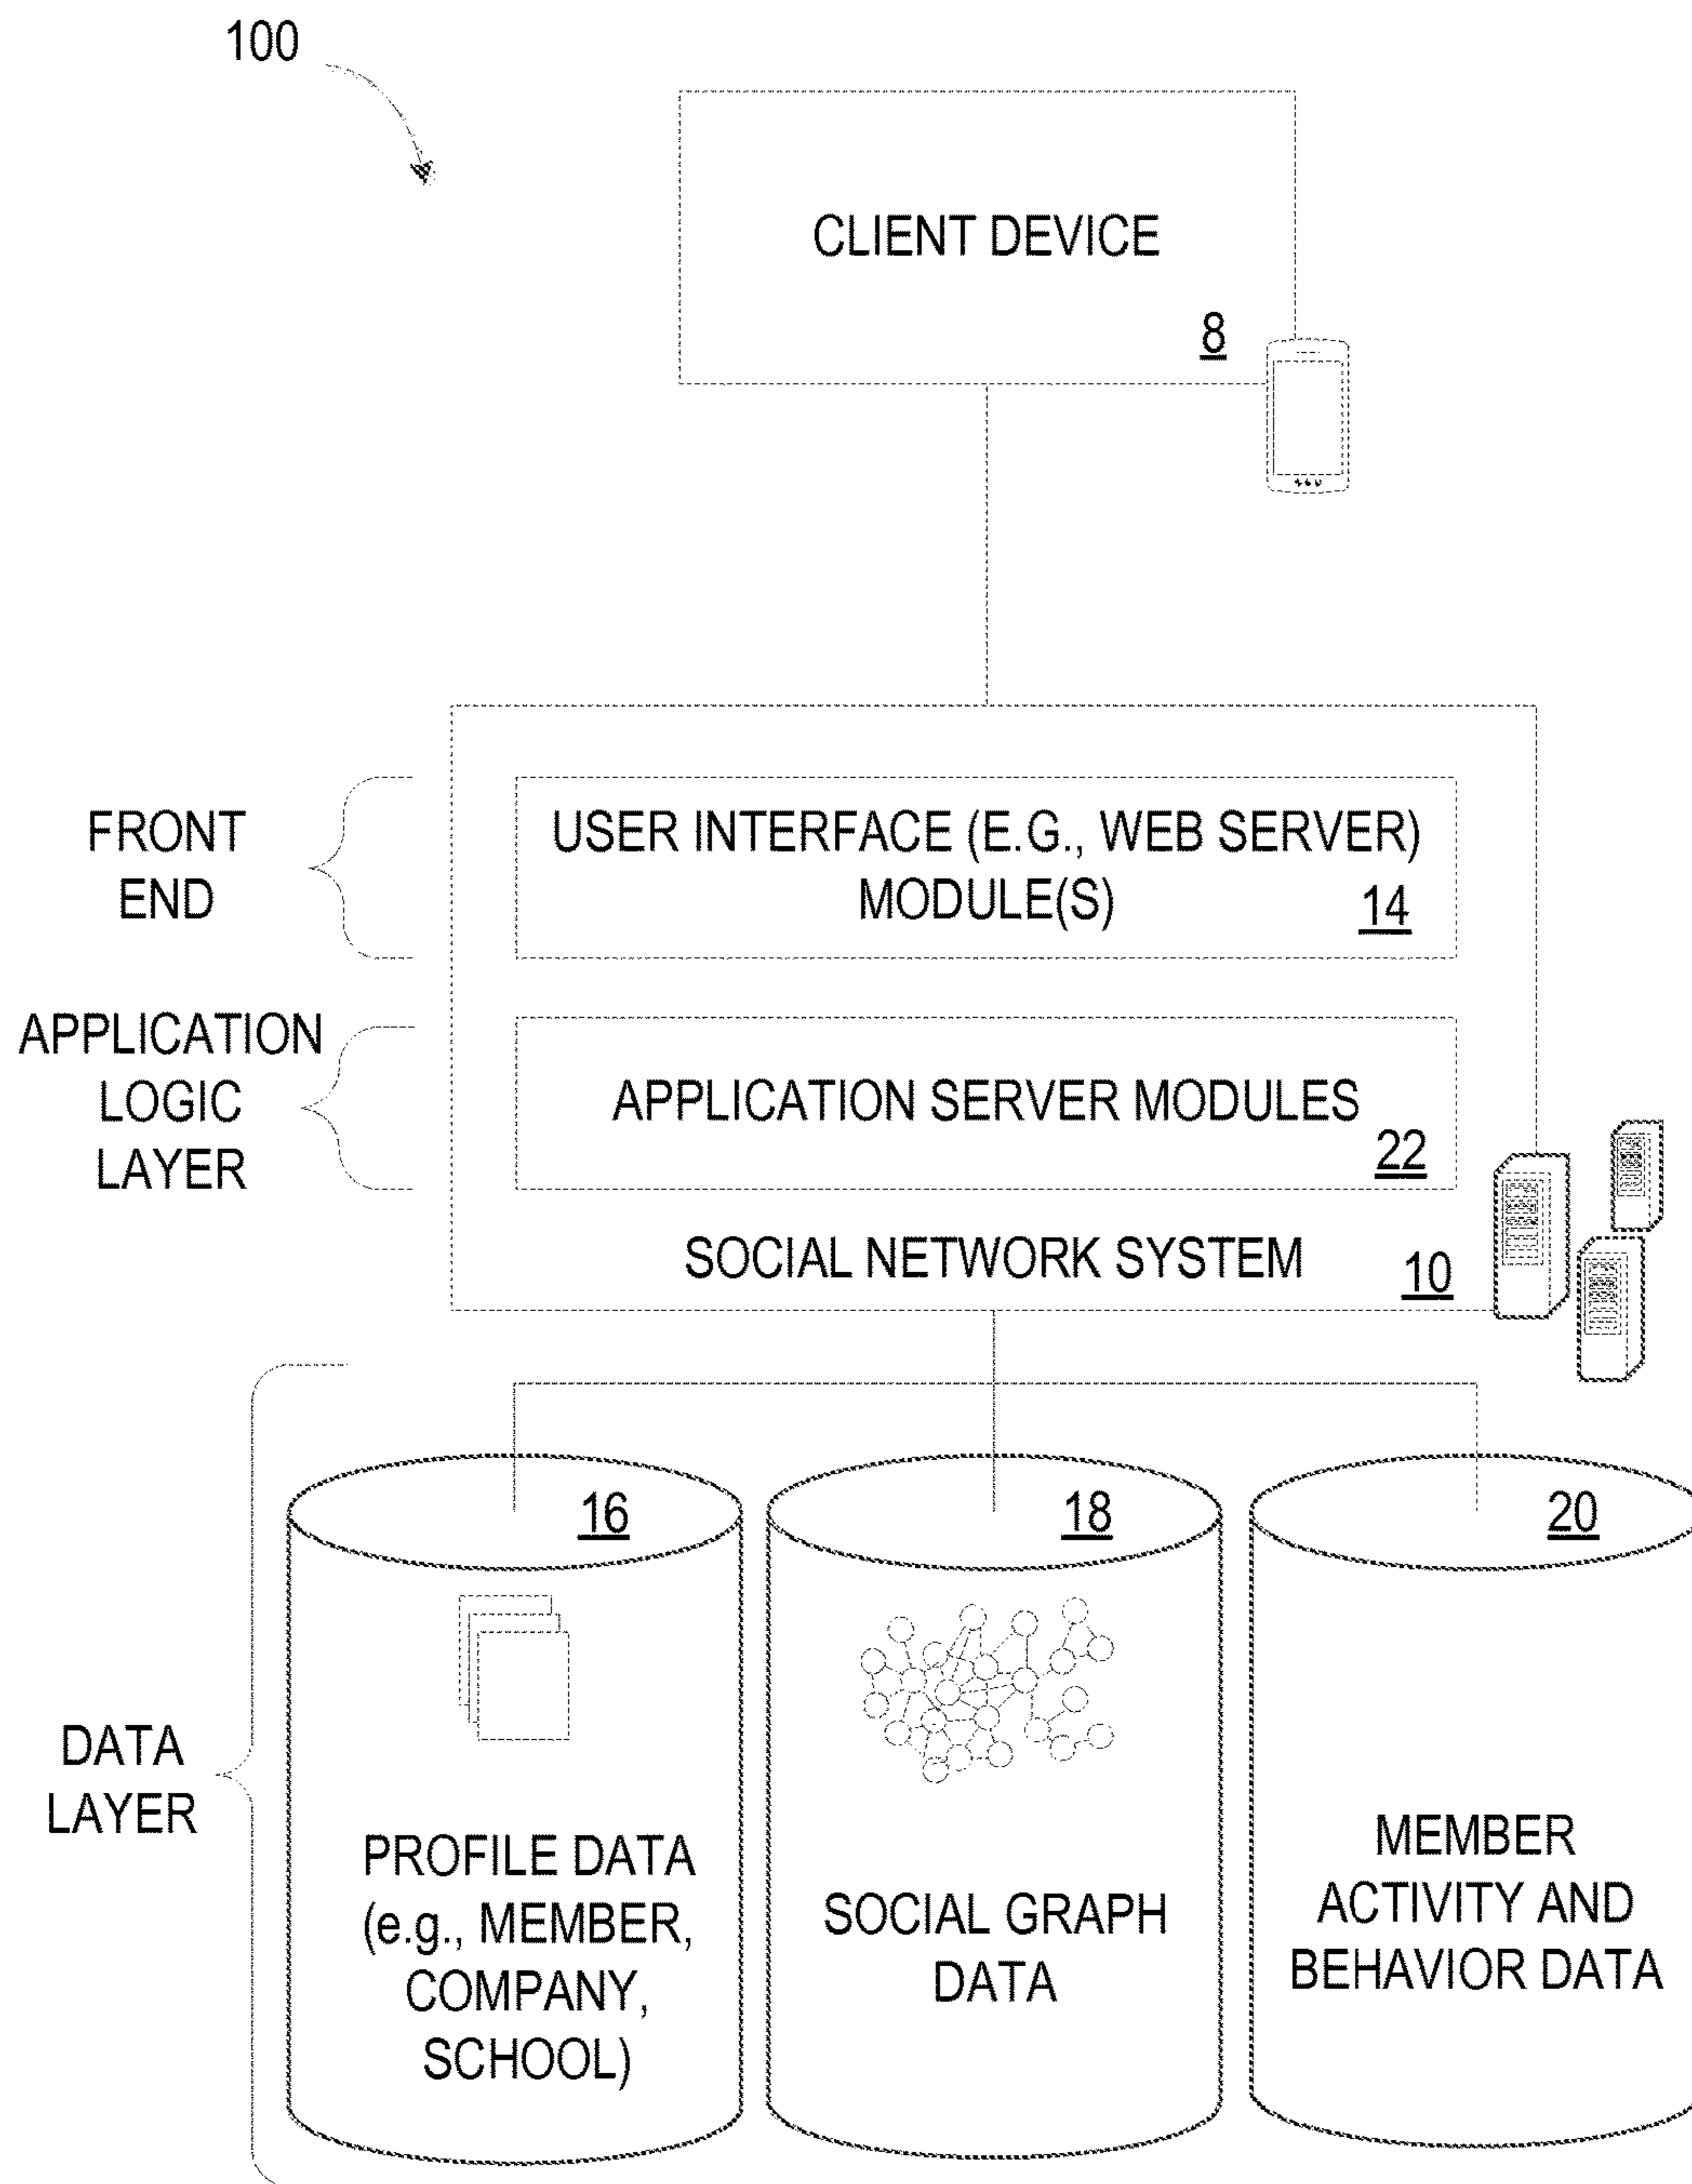 100
CLIENT DEVICE
8
FRONT
END
USER INTERFACE (E.G., WEB SERVER)
MODULE(S)
14
APPLICATION
LOGIC
LAYER
APPLICATION SERVER MODULES
22
SOCIAL NETWORK SYSTEM
10
DATA
LAYER
16
PROFILE DATA
(e.g., MEMBER,
COMPANY,
SCHOOL)
18
SOCIAL GRAPH
DATA
20
MEMBER
ACTIVITY AND
BEHAVIOR DATA